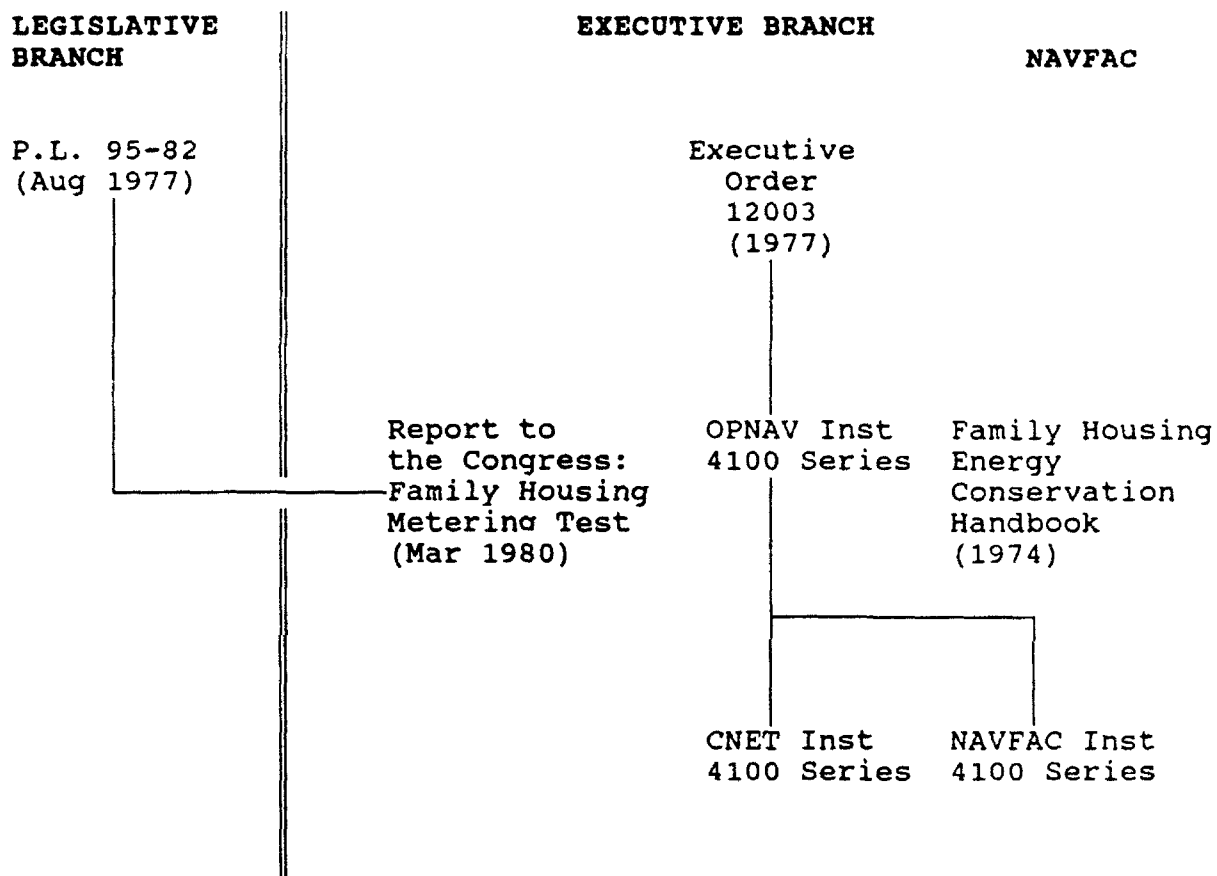 LEGISLATIVE
BRANCH
EXECUTIVE BRANCH
NAVFAC
P.L. 95-82
(Aug 1977)
Executive
Order
12003
(1977)
Report to
the Congress:
Family Housing
Metering Test
(Mar 1980)
OPNAV Inst
4100 Series
Family Housing
Energy
Conservation
Handbook
(1974)
CNET Inst
4100 Series
NAVFAC Inst
4100 Series